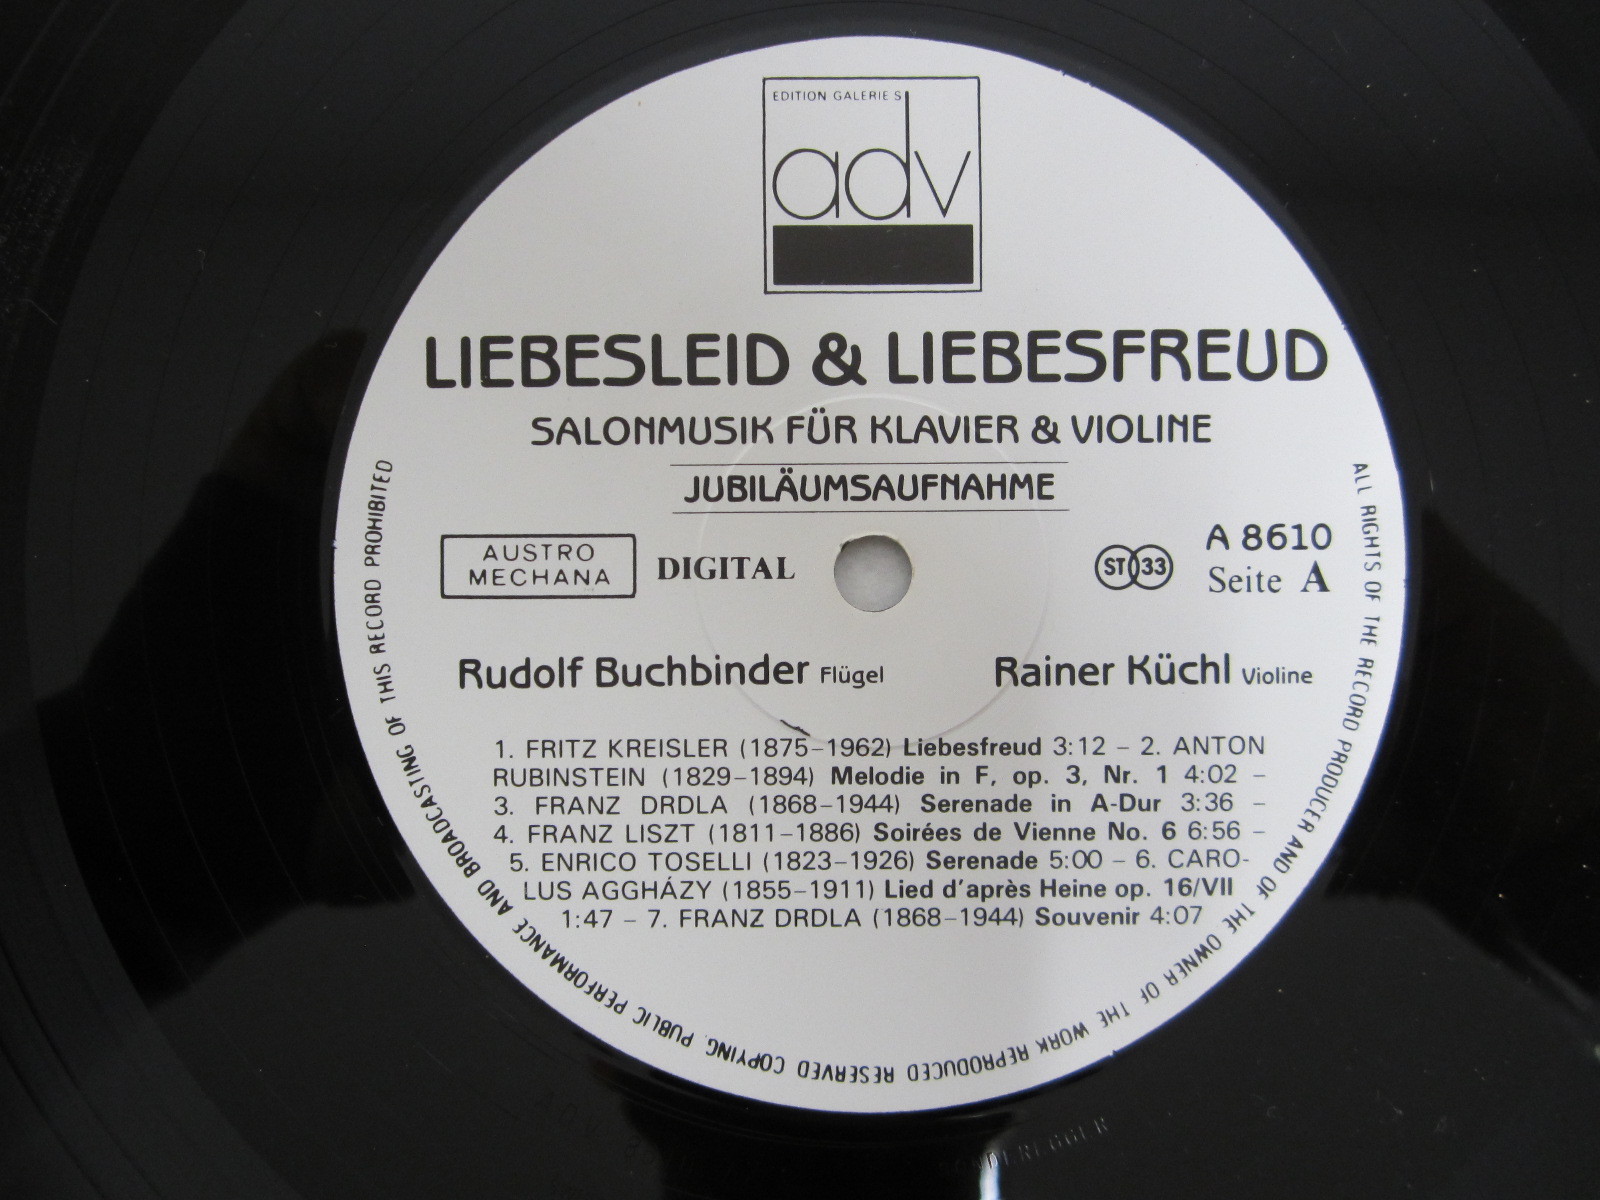 EDITION GALERIE S
adv
LIEBESLEID & LIEBESFREUD
SALONMUSIK FÜR KLAVIER & VIOLINE
JUBILÄUMSAUFNAHME
AUSTRO
MECHANA
DIGITAL
ST 33
A 8610
Seite A
Rudolf Buchbinder Flügel
Rainer Küchl Violine
1. FRITZ KREISLER (1875–1962) Liebesfreud 3:12 – 2. ANTON
RUBINSTEIN (1829–1894) Melodie in F, op. 3, Nr. 1 4:02 –
3. FRANZ DRDLA (1868–1944) Serenade in A-Dur 3:36 –
4. FRANZ LISZT (1811–1886) Soirées de Vienne No. 6 6:56 –
5. ENRICO TOSELLI (1823–1926) Serenade 5:00 – 6. CARO-
LUS AGGHÁZY (1855–1911) Lied d'après Heine op. 16/VII
1:47 – 7. FRANZ DRDLA (1868–1944) Souvenir 4:07
ALL RIGHTS OF THE RECORD PRODUCER AND OF THE OWNER OF THE WORK REPRODUCED RESERVED COPYING. PUBLIC PERFORMANCE AND BROADCASTING OF THIS RECORD PROHIBITED